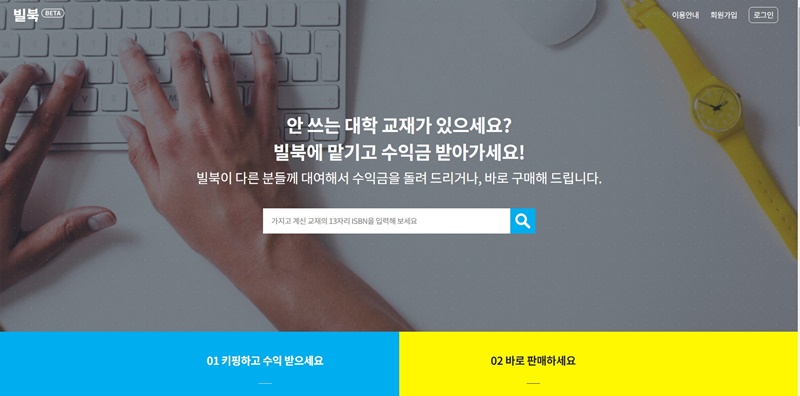 빌북 BETA
이용안내 회원가입 로그인
안 쓰는 대학 교재가 있으세요?
빌북에 맡기고 수익금 받아가세요!
빌북이 다른 분들께 대여해서 수익금을 돌려 드리거나, 바로 구매해 드립니다.
가지고 계신 교재의 13자리 ISBN을 입력해 보세요
01 키핑하고 수익 받으세요
02 바로 판매하세요